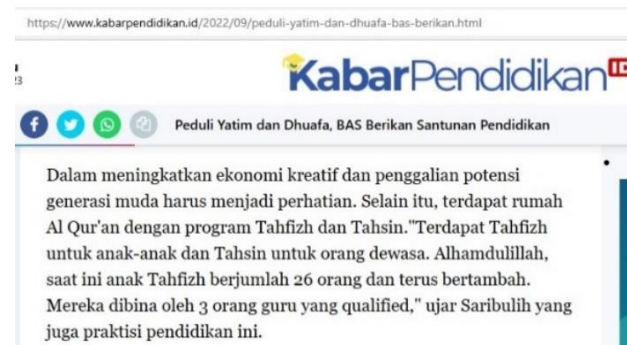 https://www.kabarpendidikan.id/2022/09/peduli-yatim-dan-dhuafa-bas-berikan.html
KabarPendidikan
Peduli Yatim dan Dhuafa, BAS Berikan Santunan Pendidikan
Dalam meningkatkan ekonomi kreatif dan penggalian potensi
generasi muda harus menjadi perhatian. Selain itu, terdapat rumah
Al Qur'an dengan program Tahfizh dan Tahsin."Terdapat Tahfizh
untuk anak-anak dan Tahsin untuk orang dewasa. Alhamdulillah,
saat ini anak Tahfizh berjumlah 26 orang dan terus bertambah.
Mereka dibina oleh 3 orang guru yang qualified," ujar Saribulih yang
juga praktisi pendidikan ini.